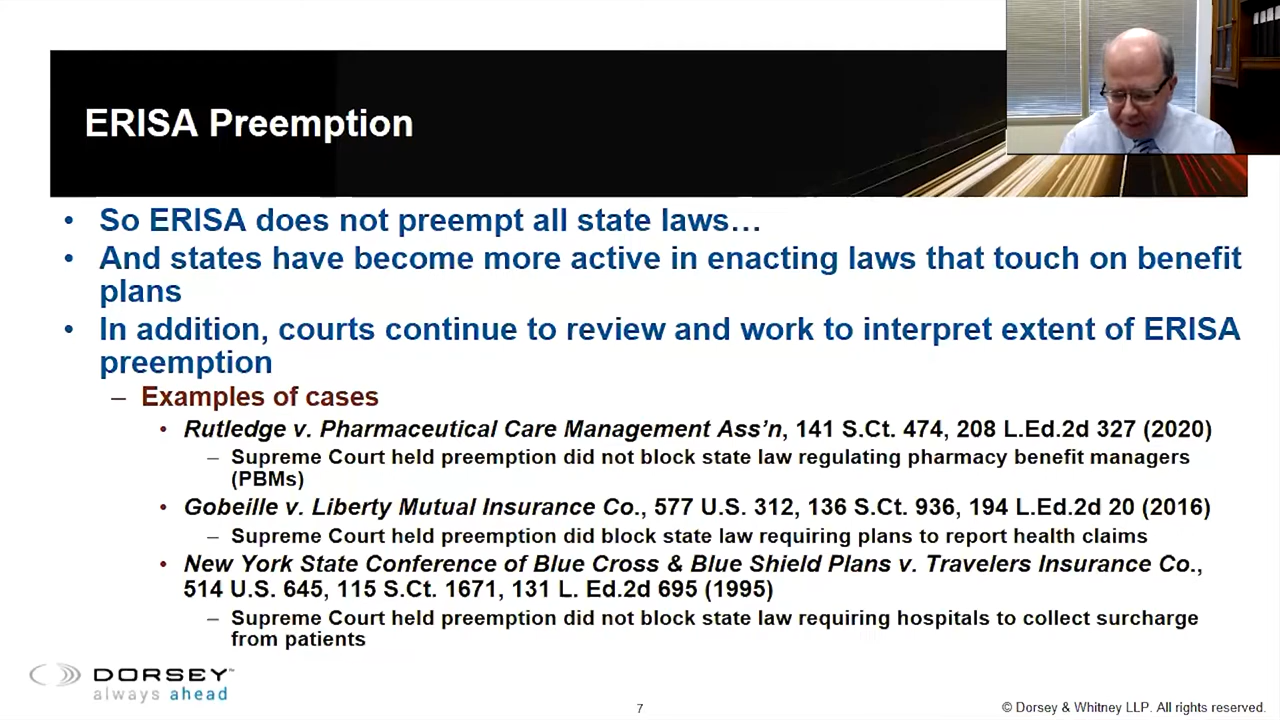 ERISA Preemption
• So ERISA does not preempt all state laws…
• And states have become more active in enacting laws that touch on benefit
plans
• In addition, courts continue to review and work to interpret extent of ERISA
preemption
– Examples of cases
• Rutledge v. Pharmaceutical Care Management Ass’n, 141 S.Ct. 474, 208 L.Ed.2d 327 (2020)
– Supreme Court held preemption did not block state law regulating pharmacy benefit managers
(PBMs)
• Gobeille v. Liberty Mutual Insurance Co., 577 U.S. 312, 136 S.Ct. 936, 194 L.Ed.2d 20 (2016)
– Supreme Court held preemption did block state law requiring plans to report health claims
• New York State Conference of Blue Cross & Blue Shield Plans v. Travelers Insurance Co.,
514 U.S. 645, 115 S.Ct. 1671, 131 L. Ed.2d 695 (1995)
– Supreme Court held preemption did not block state law requiring hospitals to collect surcharge
from patients
DORSEY™
always ahead
7
© Dorsey & Whitney LLP. All rights reserved.